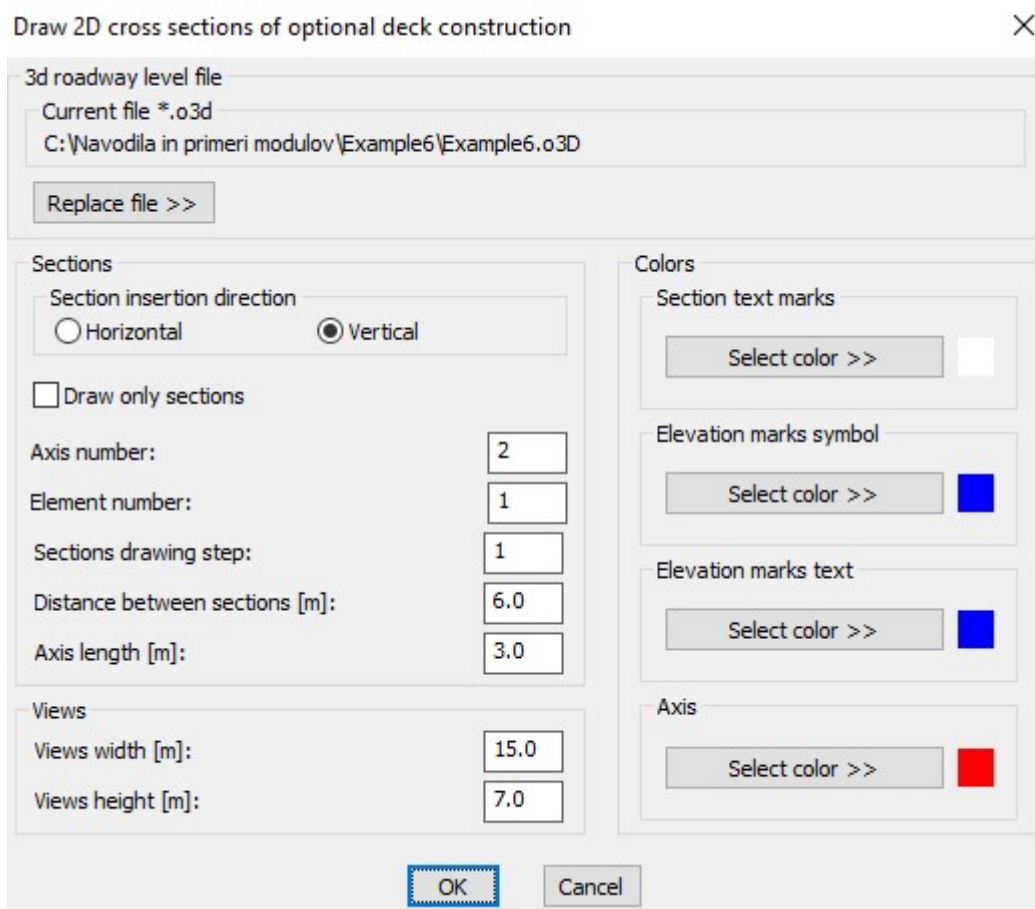 Draw 2D cross sections of optional deck construction
3d roadway level file
Current file *.o3d
C:\Navodila in primeri modulov\Example6\Example6.o3D
Replace file >>
Sections
Section insertion direction
Horizontal Vertical
Draw only sections
Axis number: 2
Element number: 1
Sections drawing step: 1
Distance between sections [m]: 6.0
Axis length [m]: 3.0
Views
Views width [m]: 15.0
Views height [m]: 7.0
Colors
Section text marks
Select color >>
Elevation marks symbol
Select color >>
Elevation marks text
Select color >>
Axis
Select color >>
OK Cancel